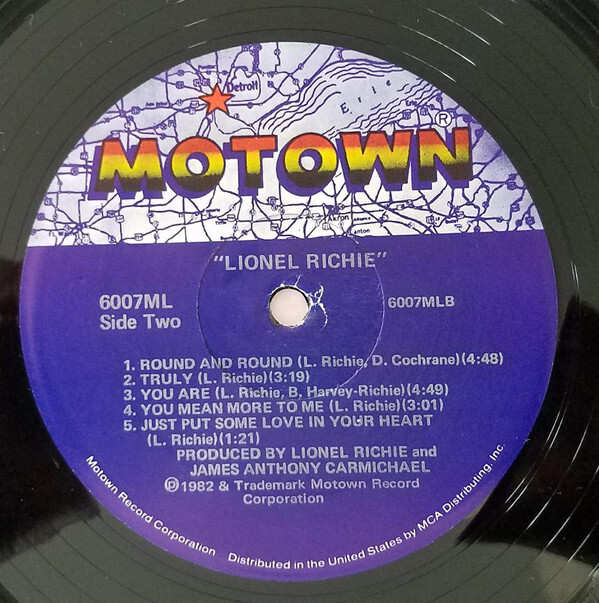 Detroit
Erie
MOTOWN®
Akron
Canton
"LIONEL RICHIE"
6007ML
Side Two
6007MLB
1. ROUND AND ROUND (L. Richie, D. Cochrane)(4:48)
2. TRULY (L. Richie)(3:19)
3. YOU ARE (L. Richie, B. Harvey-Richie)(4:49)
4. YOU MEAN MORE TO ME (L. Richie)(3:01)
5. JUST PUT SOME LOVE IN YOUR HEART
(L. Richie)(1:21)
PRODUCED BY LIONEL RICHIE and
JAMES ANTHONY CARMICHAEL
℗1982 & Trademark Motown Record
Corporation
Motown Record Corporation
Distributed in the United States by MCA Distributing, Inc.